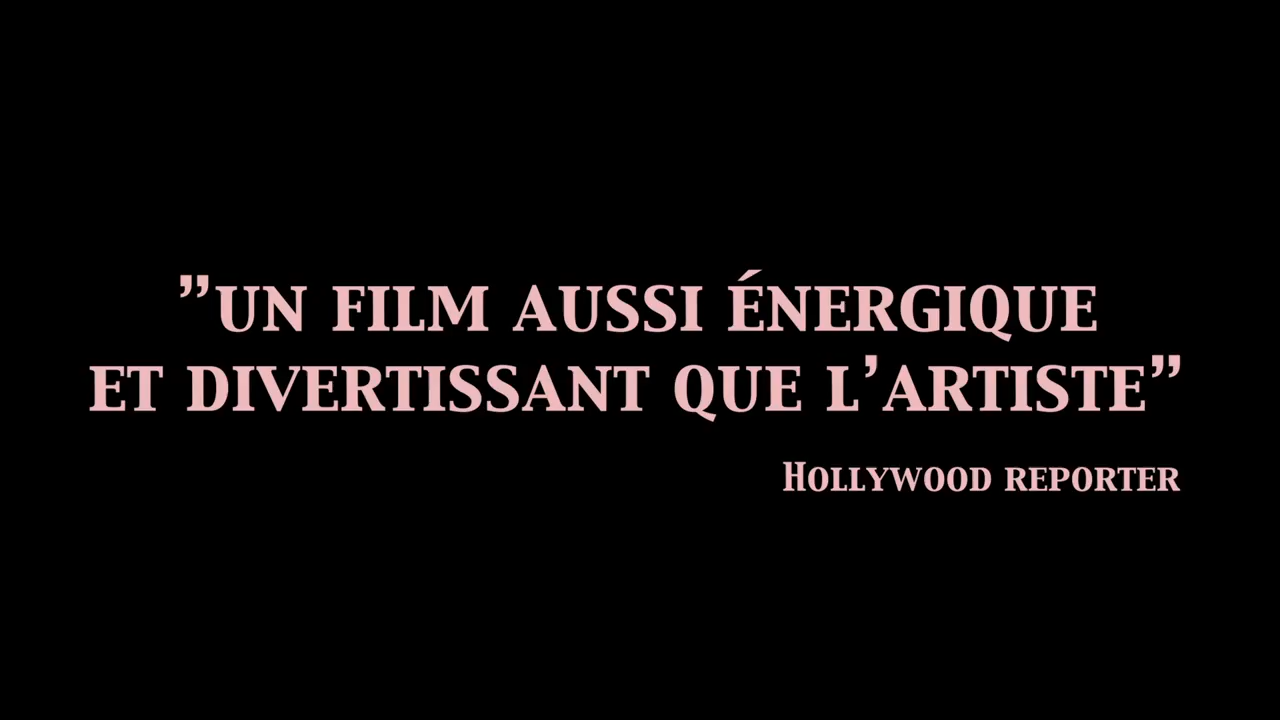 ”UN FILM AUSSI ÉNERGIQUE
ET DIVERTISSANT QUE L’ARTISTE”
HOLLYWOOD REPORTER